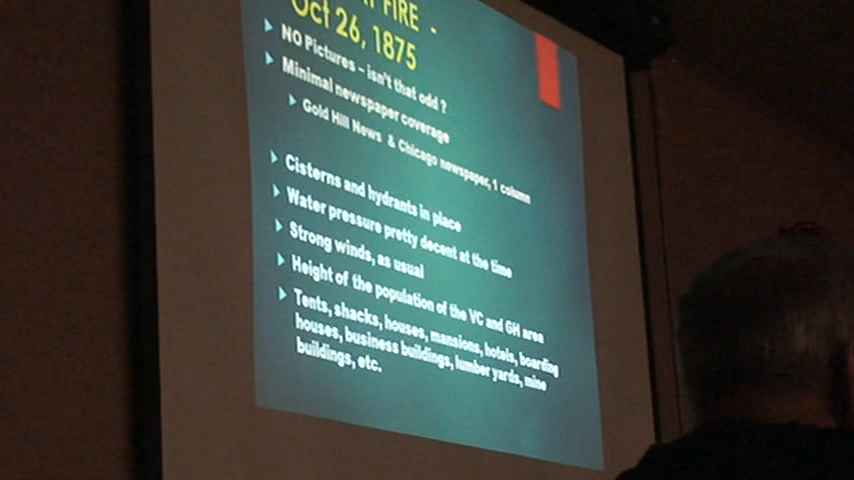 FIRE -
Oct 26, 1875
NO Pictures – isn't that odd ?
Minimal newspaper coverage
Gold Hill News & Chicago newspaper, 1 column
Cisterns and hydrants in place
Water pressure pretty decent at the time
Strong winds, as usual
Height of the population of the VC and GH area
Tents, shacks, houses, mansions, hotels, boarding
houses, business buildings, lumber yards, mine
buildings, etc.